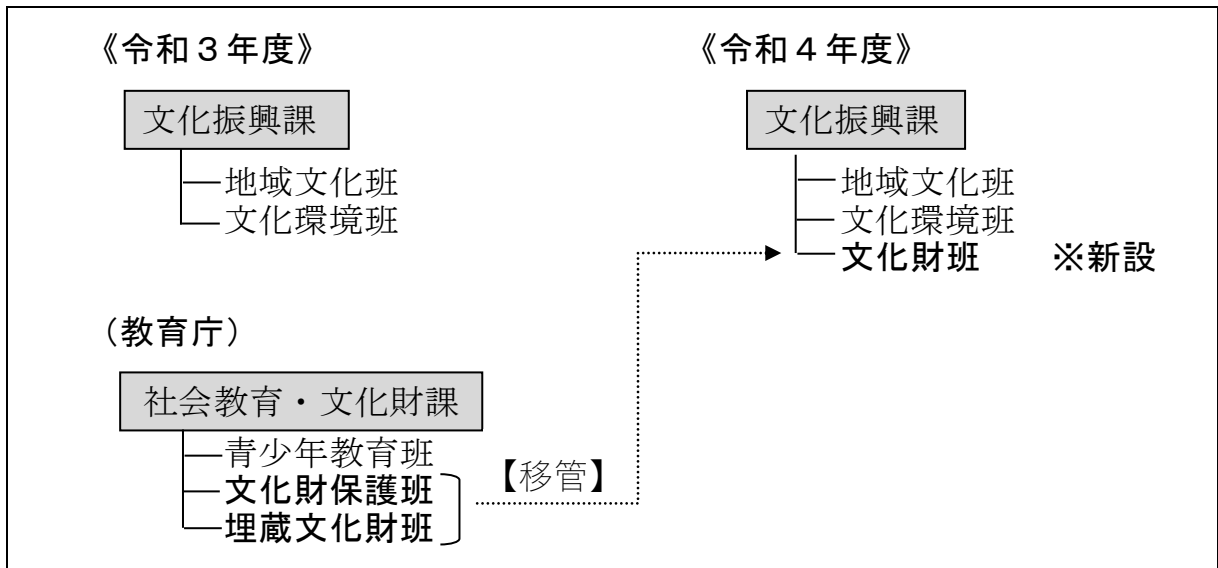 《令和３年度》
文化振興課
地域文化班
文化環境班
（教育庁）
社会教育・文化財課
青少年教育班
文化財保護班
埋蔵文化財班
【移管】
《令和４年度》
文化振興課
地域文化班
文化環境班
文化財班　※新設